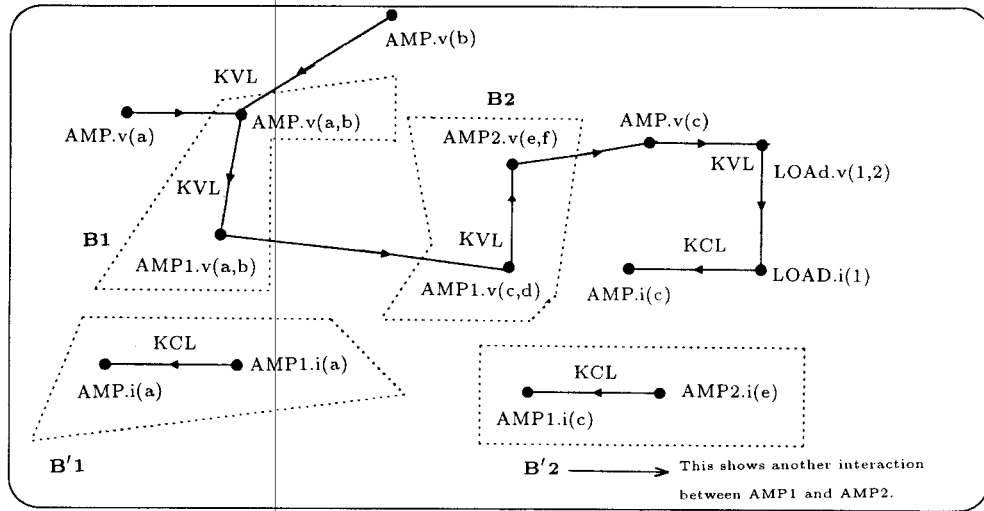 AMP.v(b)
KVL
B2
AMP.v(a)
AMP.v(a,b)
AMP2.v(e,f)
AMP.v(c)
KVL
LOAd.v(1,2)
KVL
B1
KVL
KCL
AMP1.v(a,b)
AMP1.v(c,d)
AMP.i(c)
LOAD.i(1)
KCL
AMP1.i(a)
AMP.i(a)
KCL
AMP2.i(e)
AMP1.i(c)
B'1
B'2
This shows another interaction
between AMP1 and AMP2.